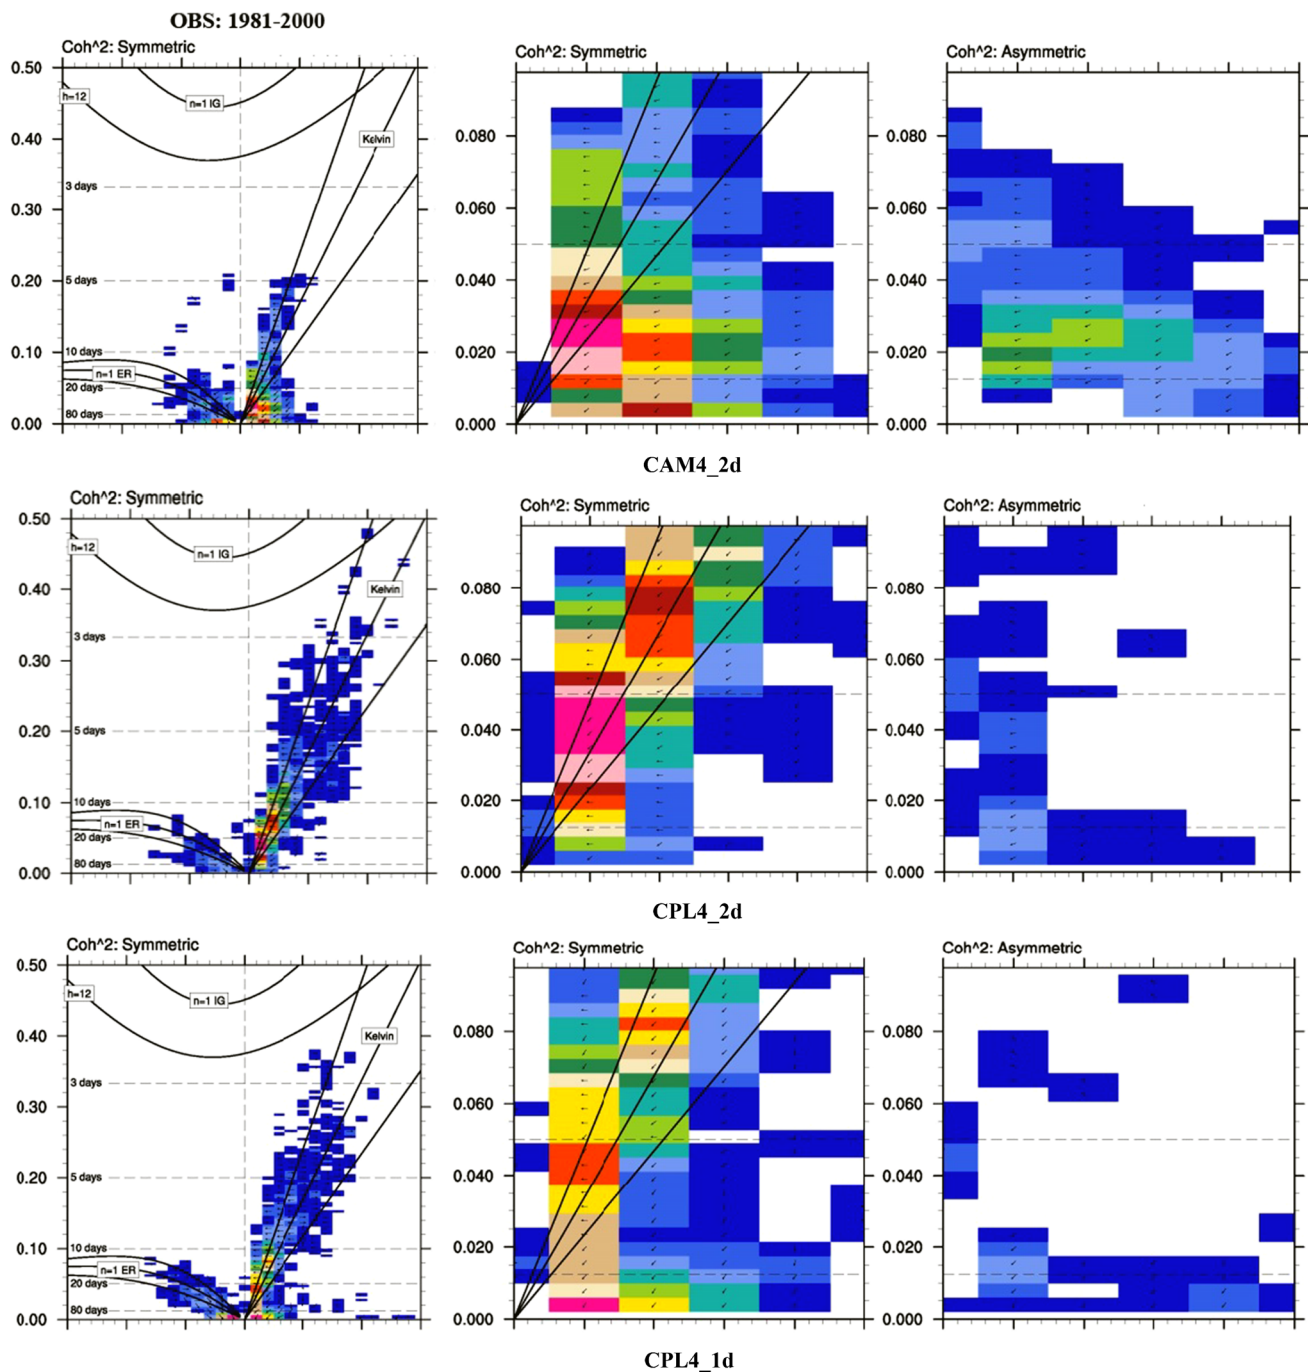 OBS: 1981-2000
Coh^2: Symmetric
0.50
0.40
0.30
0.20
0.10
0.00
h=12
n=1 IG
Kelvin
3 days
5 days
10 days
n=1 ER
20 days
80 days
Coh^2: Symmetric
0.080
0.060
0.040
0.020
0.000
Coh^2: Asymmetric
0.080
0.060
0.040
0.020
0.000
CAM4_2d
Coh^2: Symmetric
0.50
0.40
0.30
0.20
0.10
0.00
h=12
n=1 IG
Kelvin
3 days
5 days
10 days
n=1 ER
20 days
80 days
Coh^2: Symmetric
0.080
0.060
0.040
0.020
0.000
Coh^2: Asymmetric
0.080
0.060
0.040
0.020
0.000
CPL4_2d
Coh^2: Symmetric
0.50
0.40
0.30
0.20
0.10
0.00
h=12
n=1 IG
Kelvin
3 days
5 days
10 days
n=1 ER
20 days
80 days
Coh^2: Symmetric
0.080
0.060
0.040
0.020
0.000
Coh^2: Asymmetric
0.080
0.060
0.040
0.020
0.000
CPL4_1d